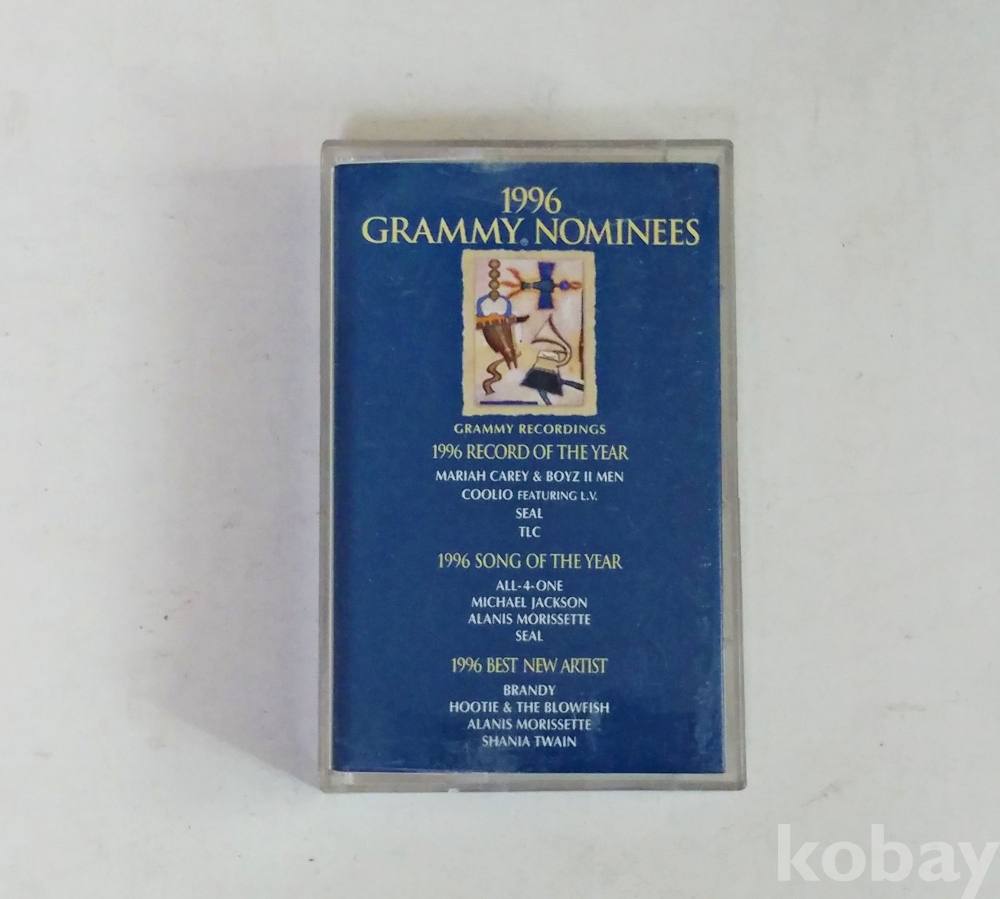 1996
GRAMMY® NOMINEES
GRAMMY RECORDINGS
1996 RECORD OF THE YEAR
MARIAH CAREY & BOYZ II MEN
COOLIO FEATURING L.V.
SEAL
TLC
1996 SONG OF THE YEAR
ALL-4-ONE
MICHAEL JACKSON
ALANIS MORISSETTE
SEAL
1996 BEST NEW ARTIST
BRANDY
HOOTIE & THE BLOWFISH
ALANIS MORISSETTE
SHANIA TWAIN
kobay